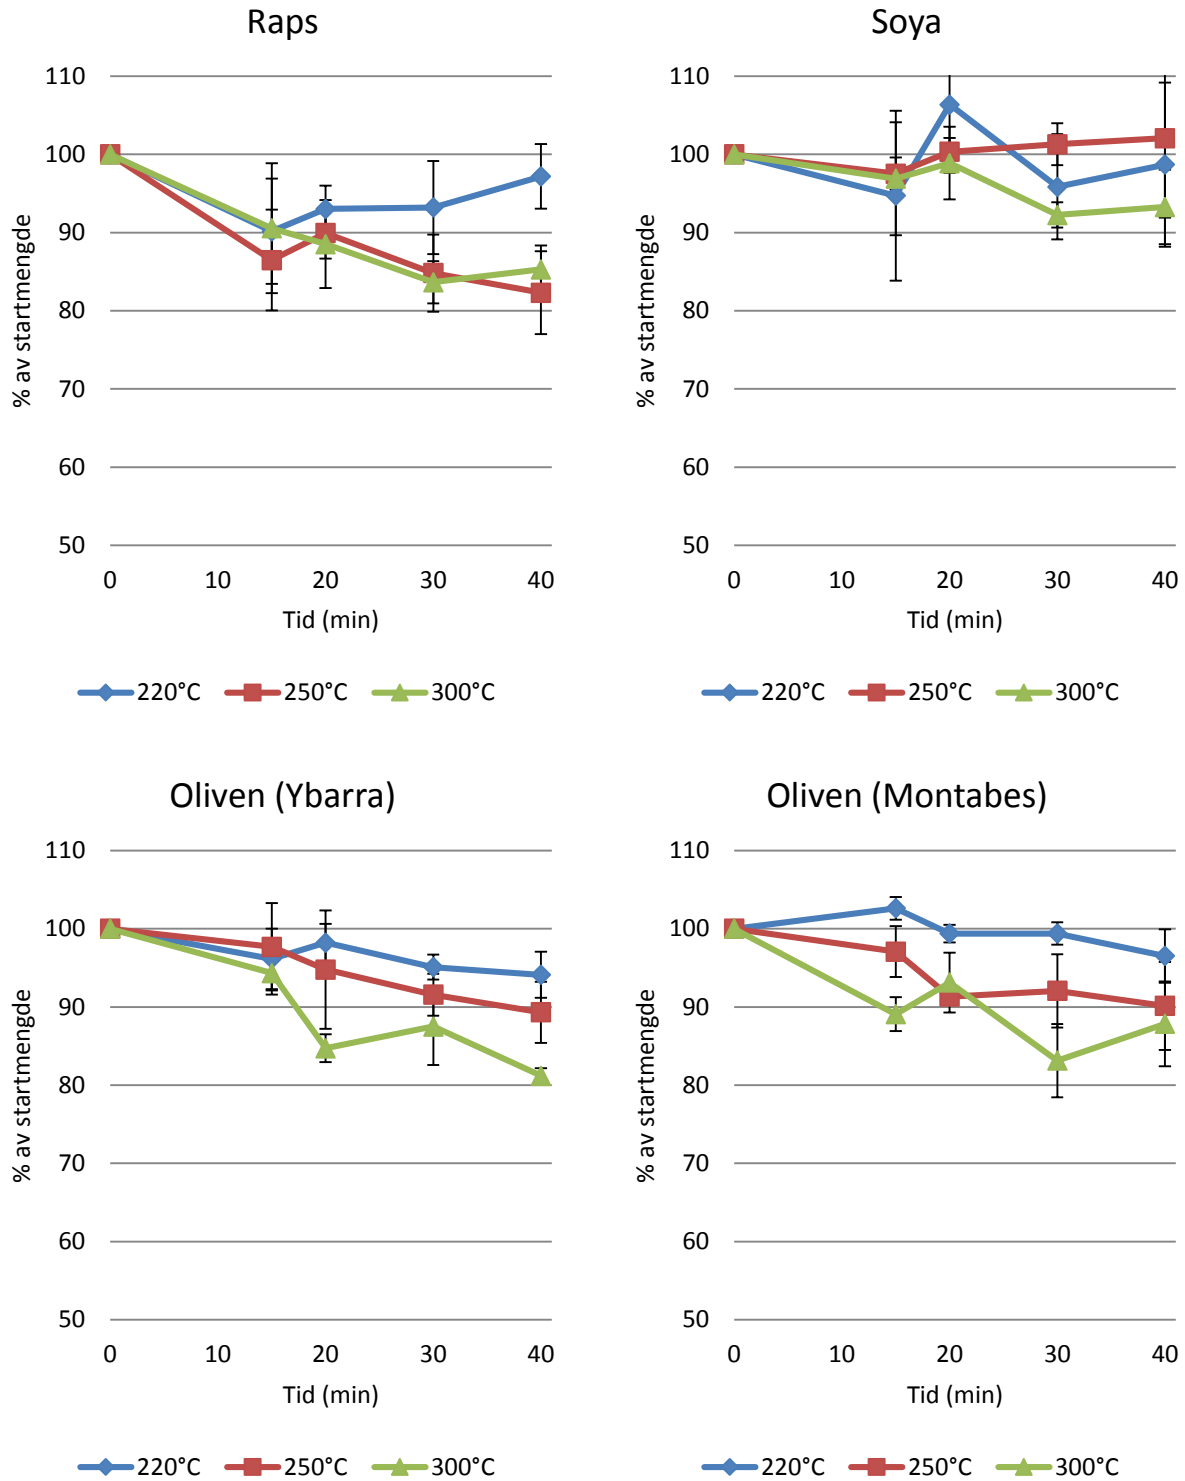 Raps
110
100
90
80
70
60
50
% av startmengde
0 10 20 30 40
Tid (min)
220°C 250°C 300°C
Soya
110
100
90
80
70
60
50
% av startmengde
0 10 20 30 40
Tid (min)
220°C 250°C 300°C
Oliven (Ybarra)
110
100
90
80
70
60
50
% av startmengde
0 10 20 30 40
Tid (min)
220°C 250°C 300°C
Oliven (Montabes)
110
100
90
80
70
60
50
% av startmengde
0 10 20 30 40
Tid (min)
220°C 250°C 300°C